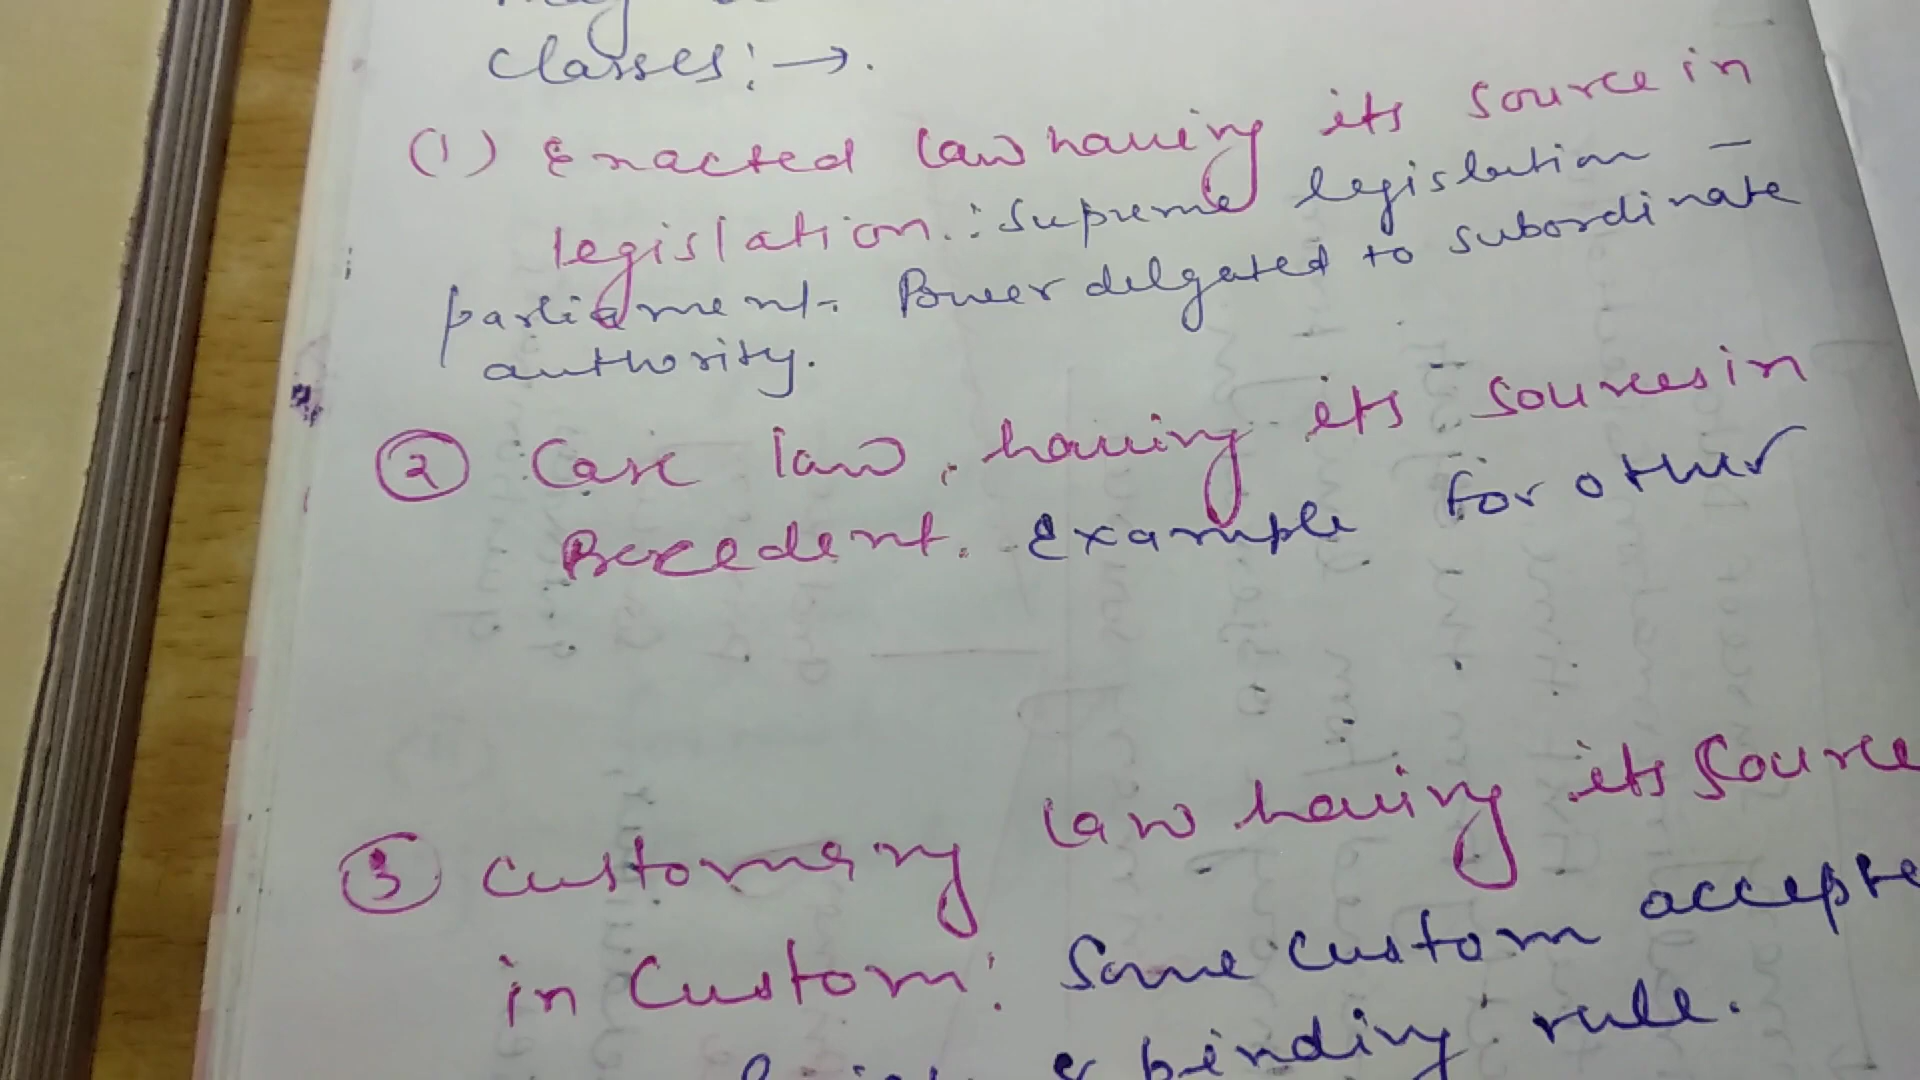 classes:→.
(1) Enacted law having its source in
legislation.: Supreme legislation –
parliament. Power delgated to subordinate
authority.
② Case law, having its sources in
Precedent. Example for other
③ Customary law having its source
in Custom: Some custom accepte
& binding rule.